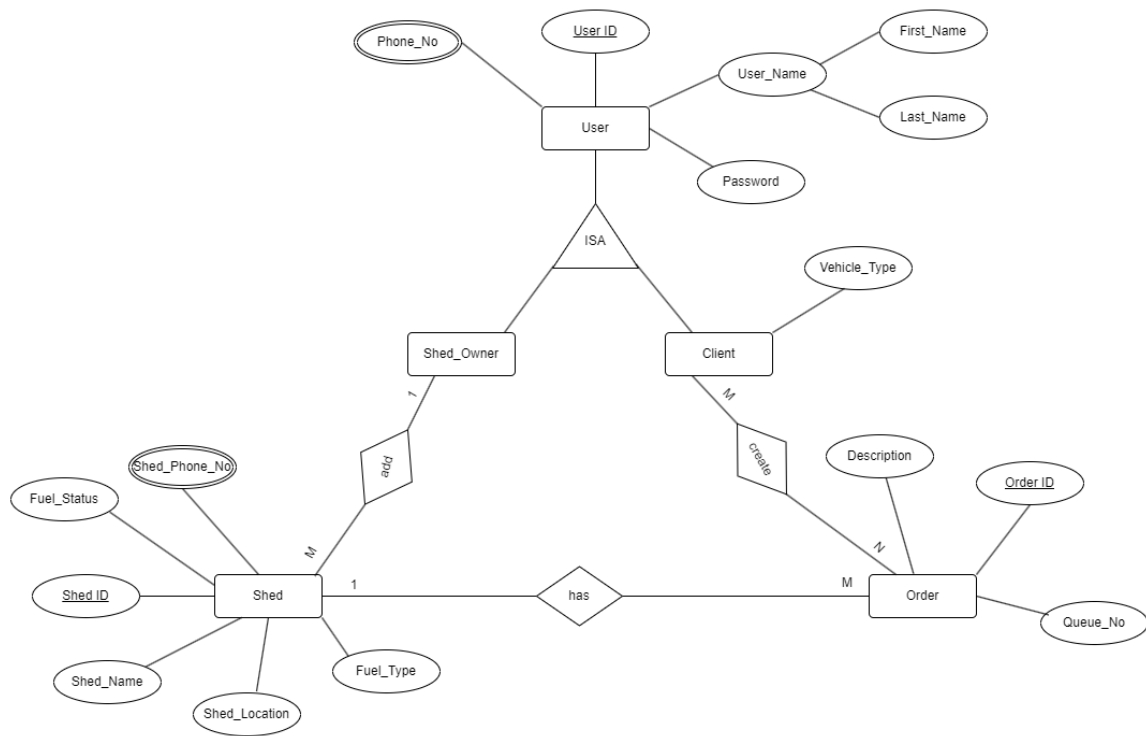 User ID
First_Name
Phone_No
User_Name
Last_Name
User
Password
ISA
Vehicle_Type
Shed_Owner
Client
1
M
add
create
Description
Shed_Phone_No
Order ID
Fuel_Status
M
N
Shed ID
Shed
1
has
M
Order
Queue_No
Shed_Name
Fuel_Type
Shed_Location